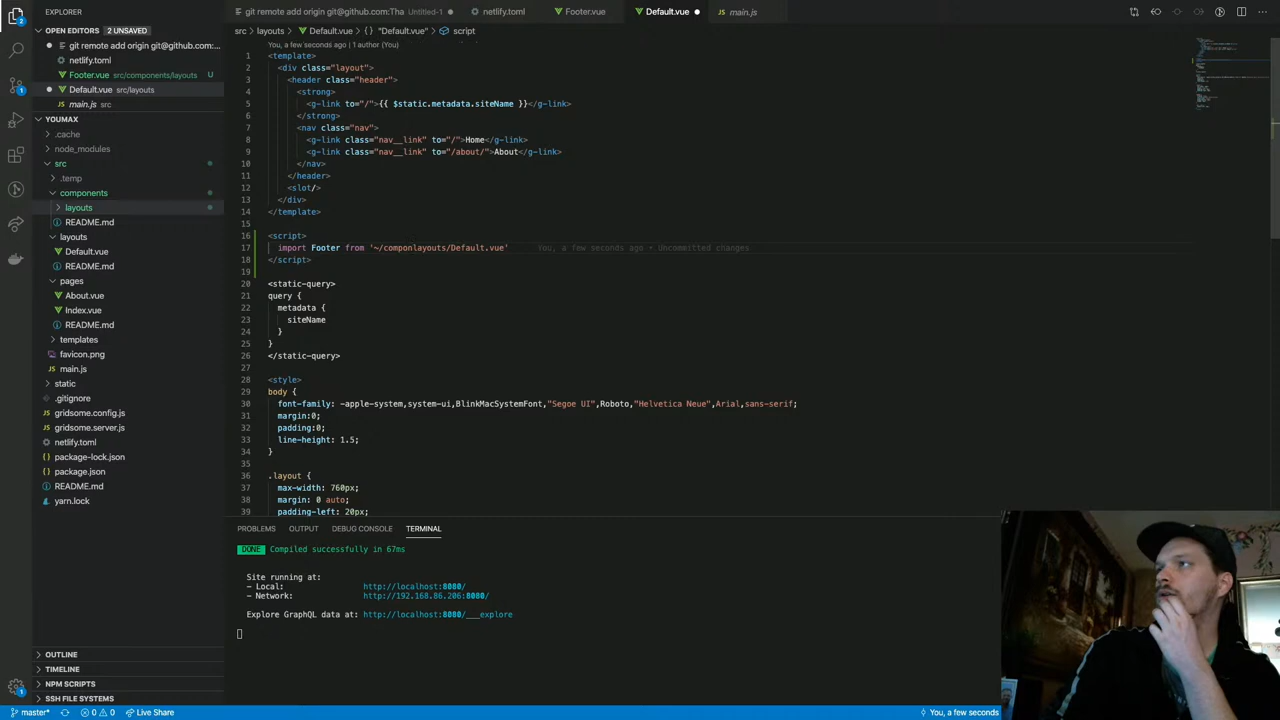 EXPLORER
git remote add origin git@github.com:Tha Untitled-1
netlify.toml
Footer.vue
Default.vue
main.js
OPEN EDITORS 2 UNSAVED
git remote add origin git@github.com:...
netlify.toml
Footer.vue src/components/layouts U
Default.vue src/layouts
main.js src
YOUMAX
.cache
node_modules
src
.temp
components
layouts
README.md
layouts
Default.vue
README.md
pages
About.vue
Index.vue
README.md
templates
favicon.png
main.js
static
.gitignore
gridsome.config.js
gridsome.server.js
netlify.toml
package-lock.json
package.json
README.md
yarn.lock
OUTLINE
TIMELINE
NPM SCRIPTS
SSH FILE SYSTEMS
src > layouts > Default.vue > {} "Default.vue" > script
You, a few seconds ago | 1 author (You)
1 <template>
2 <div class="layout">
3 <header class="header">
4 <strong>
5 <g-link to="/">{{ $static.metadata.siteName }}</g-link>
6 </strong>
7 <nav class="nav">
8 <g-link class="nav__link" to="/">Home</g-link>
9 <g-link class="nav__link" to="/about/">About</g-link>
10 </nav>
11 </header>
12 <slot/>
13 </div>
14 </template>
15
16 <script>
17 import Footer from '~/componlayouts/Default.vue' You, a few seconds ago • Uncommitted changes
18 </script>
19
20 <static-query>
21 query {
22 metadata {
23 siteName
24 }
25 }
26 </static-query>
27
28 <style>
29 body {
30 font-family: -apple-system,system-ui,BlinkMacSystemFont,"Segoe UI",Roboto,"Helvetica Neue",Arial,sans-serif;
31 margin:0;
32 padding:0;
33 line-height: 1.5;
34 }
35
36 .layout {
37 max-width: 760px;
38 margin: 0 auto;
39 padding-left: 20px;
PROBLEMS OUTPUT DEBUG CONSOLE TERMINAL
DONE Compiled successfully in 67ms
Site running at:
- Local: http://localhost:8080/
- Network: http://192.168.86.206:8080/
Explore GraphQL data at: http://localhost:8080/___explore
master* 0 0 Live Share
You, a few seconds